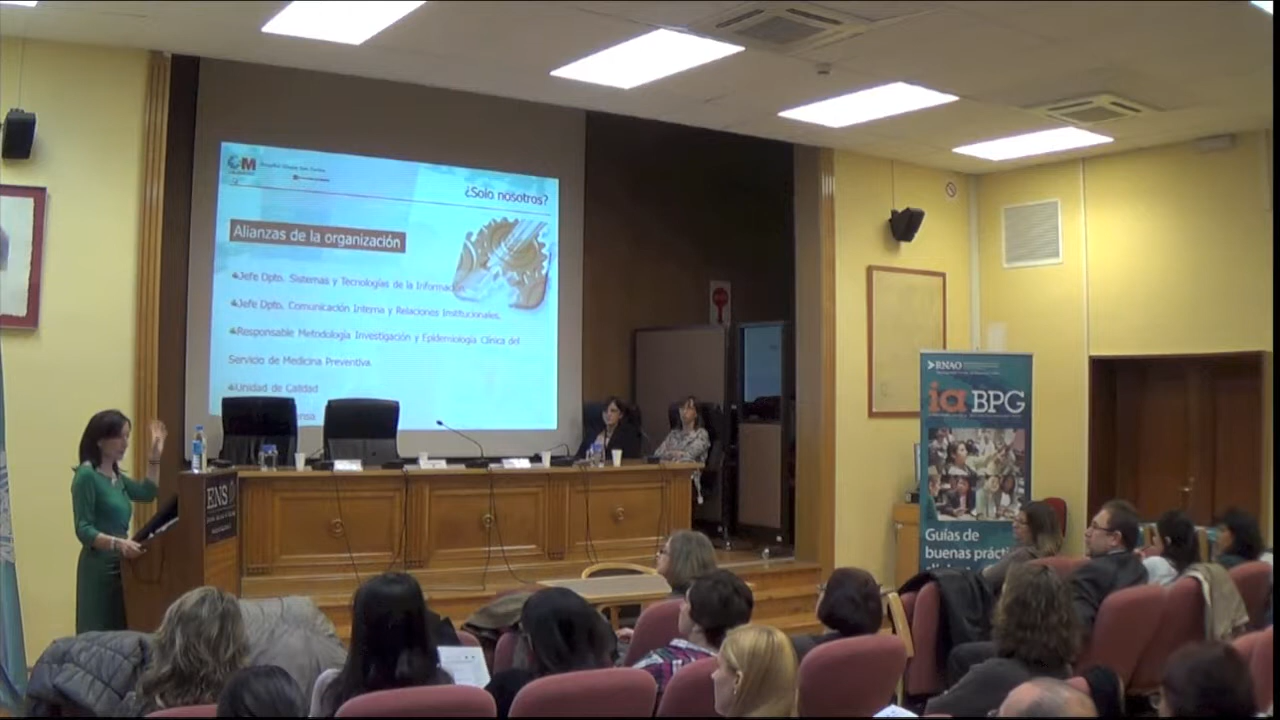 M
¿Solo nosotros?
Alianzas de la organización
Jefe Dpto. Sistemas y Tecnologías de la Información.
Jefe Dpto. Comunicación Interna y Relaciones Institucionales.
Responsable Metodología Investigación y Epidemiología Clínica del
Servicio de Medicina Preventiva.
Unidad de Calidad
ENS
RNAO
ia BPG
Guías de
buenas prácti